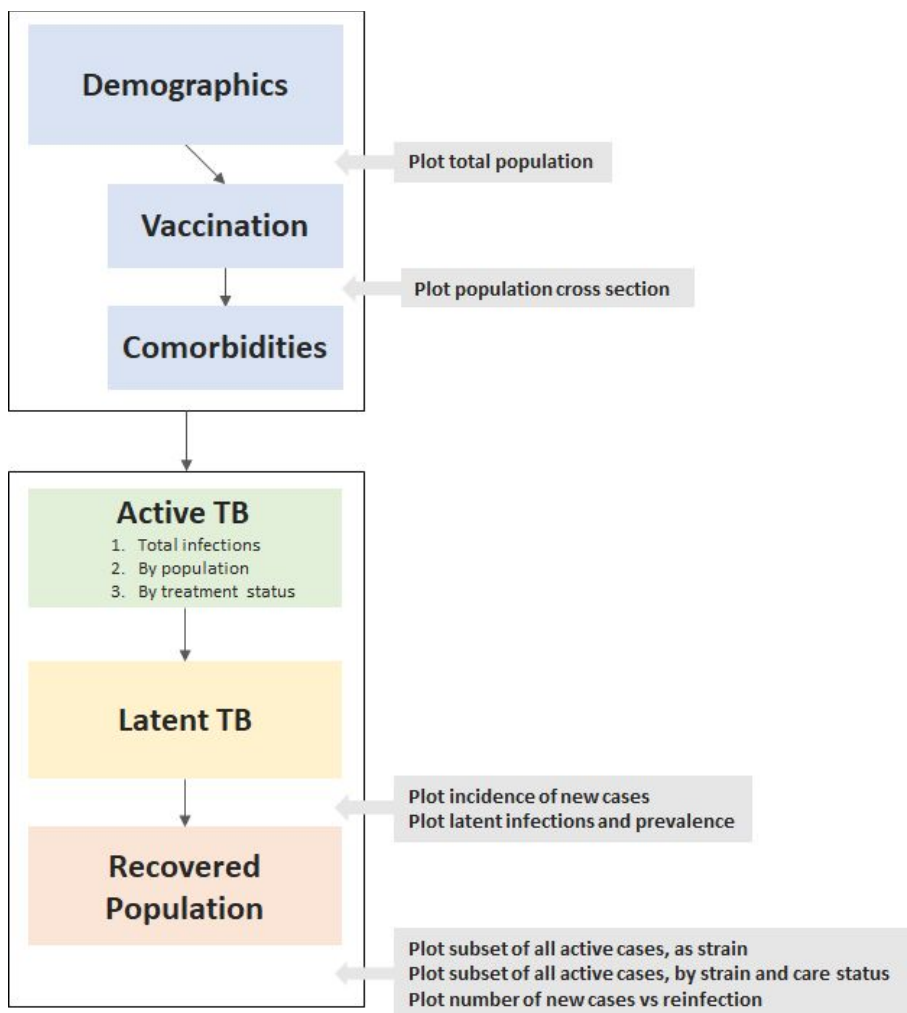 Demographics
Plot total population
Vaccination
Plot population cross section
Comorbidities
Active TB
1. Total infections
2. By population
3. By treatment status
Latent TB
Plot incidence of new cases
Plot latent infections and prevalence
Recovered
Population
Plot subset of all active cases, as strain
Plot subset of all active cases, by strain and care status
Plot number of new cases vs reinfection